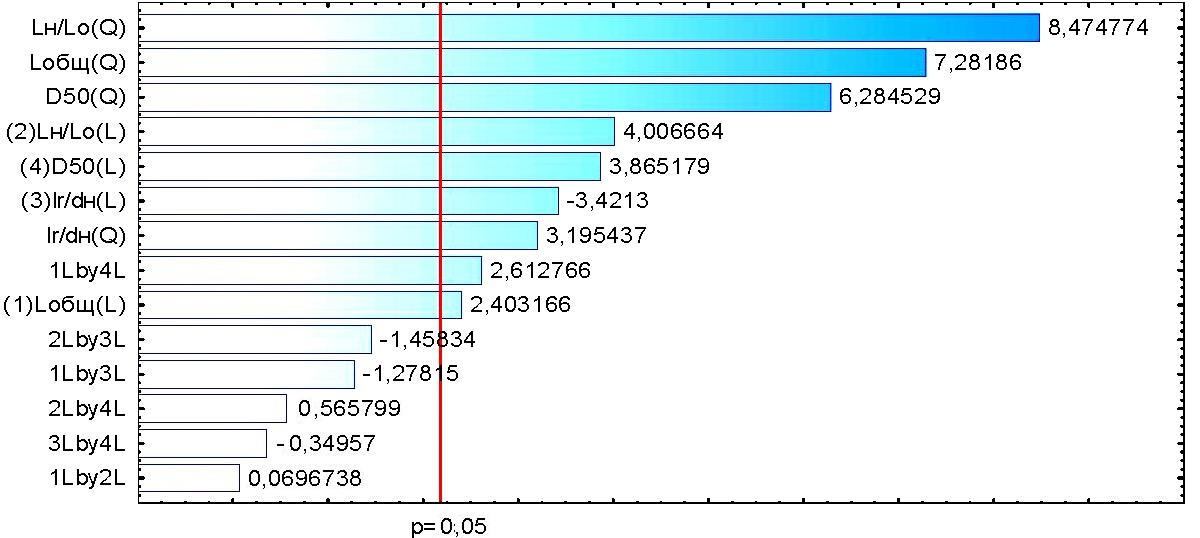 Lн/Lо(Q) 8,474774
Lобщ(Q) 7,28186
D50(Q) 6,284529
(2)Lн/Lо(L) 4,006664
(4)D50(L) 3,865179
(3)Ir/dн(L) -3,4213
Ir/dн(Q) 3,195437
1Lby4L 2,612766
(1)Lобщ(L) 2,403166
2Lby3L -1,45834
1Lby3L -1,27815
2Lby4L 0,565799
3Lby4L -0,34957
1Lby2L 0,0696738
p= 0,05